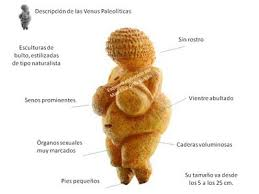 Descripción de las Venus Paleolíticas
Esculturas de
bulto, estilizadas
de tipo naturalista
Sin rostro
Senos prominentes
Vientre abultado
Órganos sexuales
muy marcados
Caderas voluminosas
Pies pequeños
Su tamaño va desde
los 5 a los 25 cm.